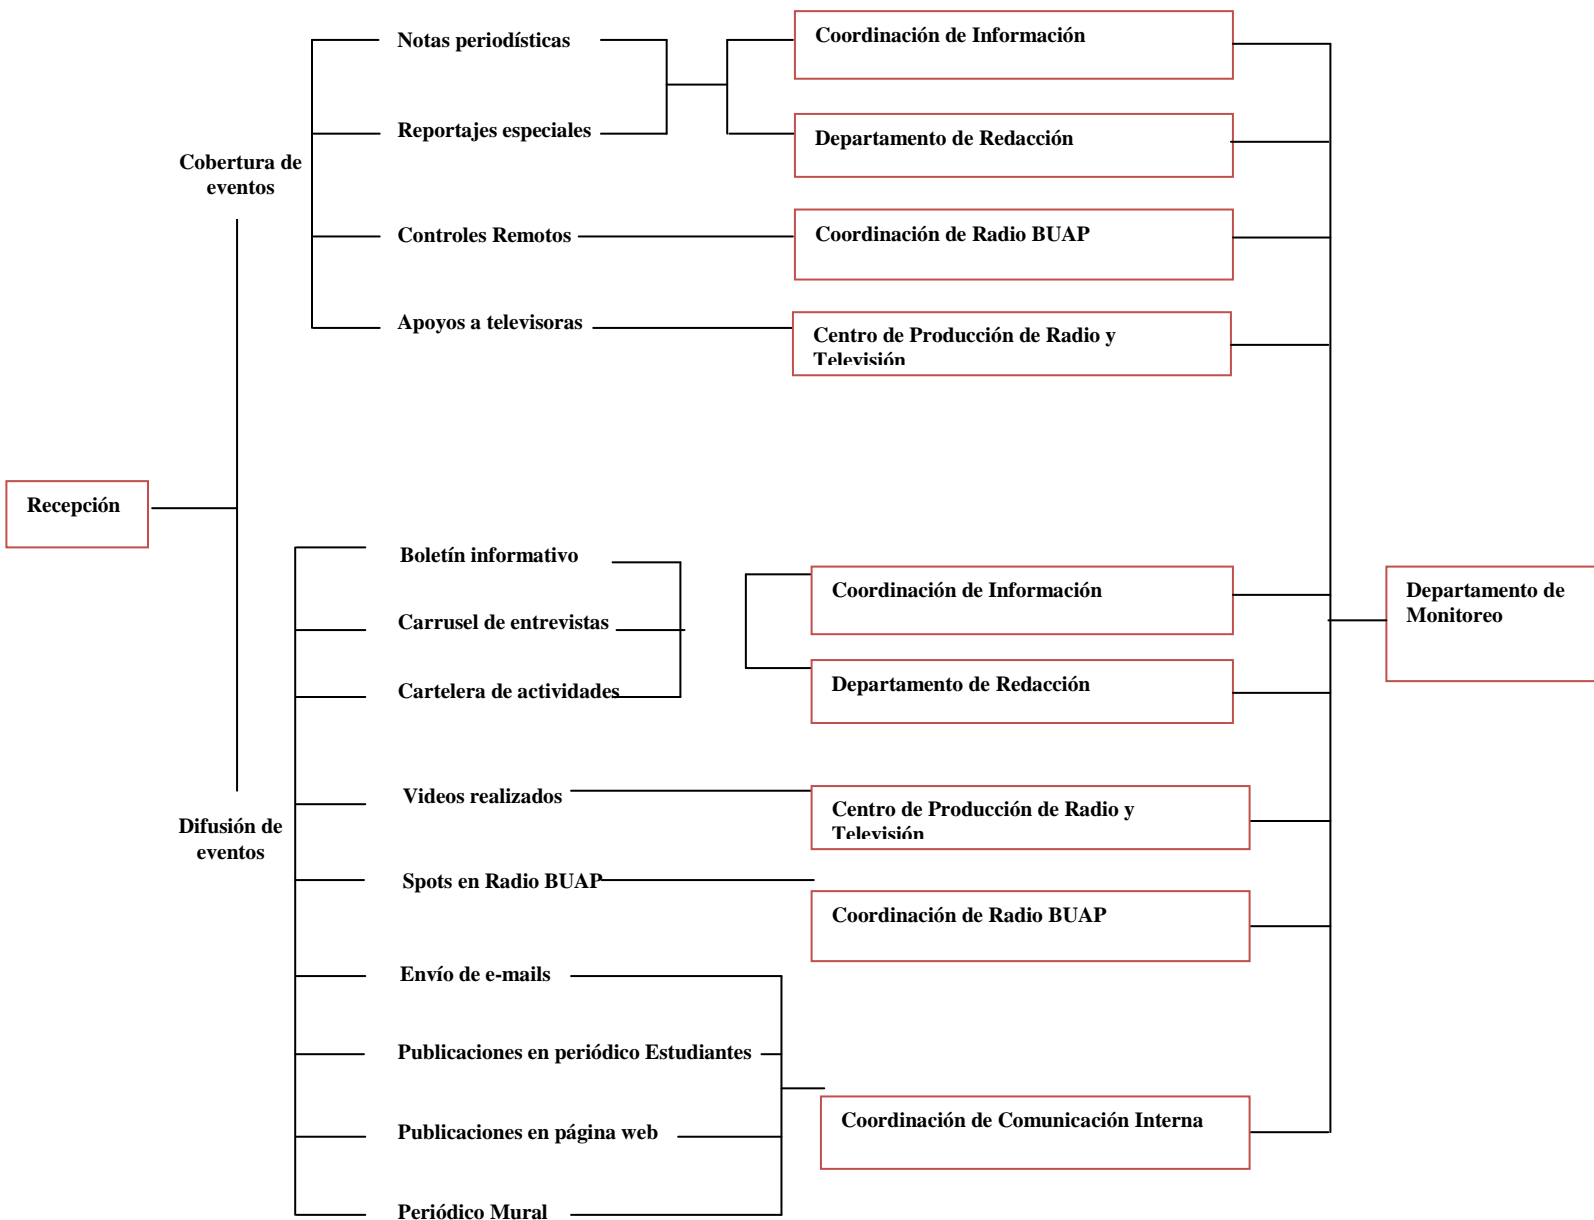 Notas periodísticas
Coordinación de Información
Reportajes especiales
Departamento de Redacción
Cobertura de
eventos
Controles Remotos
Coordinación de Radio BUAP
Apoyos a televisoras
Centro de Producción de Radio y
Televisión
Recepción
Boletín informativo
Coordinación de Información
Departamento de
Monitoreo
Carrusel de entrevistas
Cartelera de actividades
Departamento de Redacción
Videos realizados
Centro de Producción de Radio y
Televisión
Difusión de
eventos
Spots en Radio BUAP
Coordinación de Radio BUAP
Envío de e-mails
Publicaciones en periódico Estudiantes
Publicaciones en página web
Coordinación de Comunicación Interna
Periódico Mural